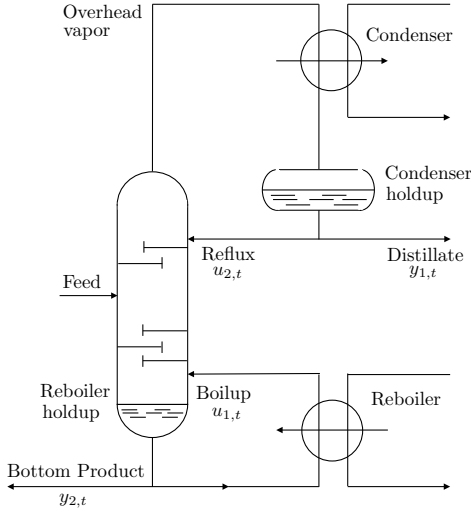 Overhead
vapor
Condenser
Condenser
holdup
Reflux
u2,t
Distillate
y1,t
Feed
Reboiler
holdup
Boilup
u1,t
Reboiler
Bottom Product
y2,t